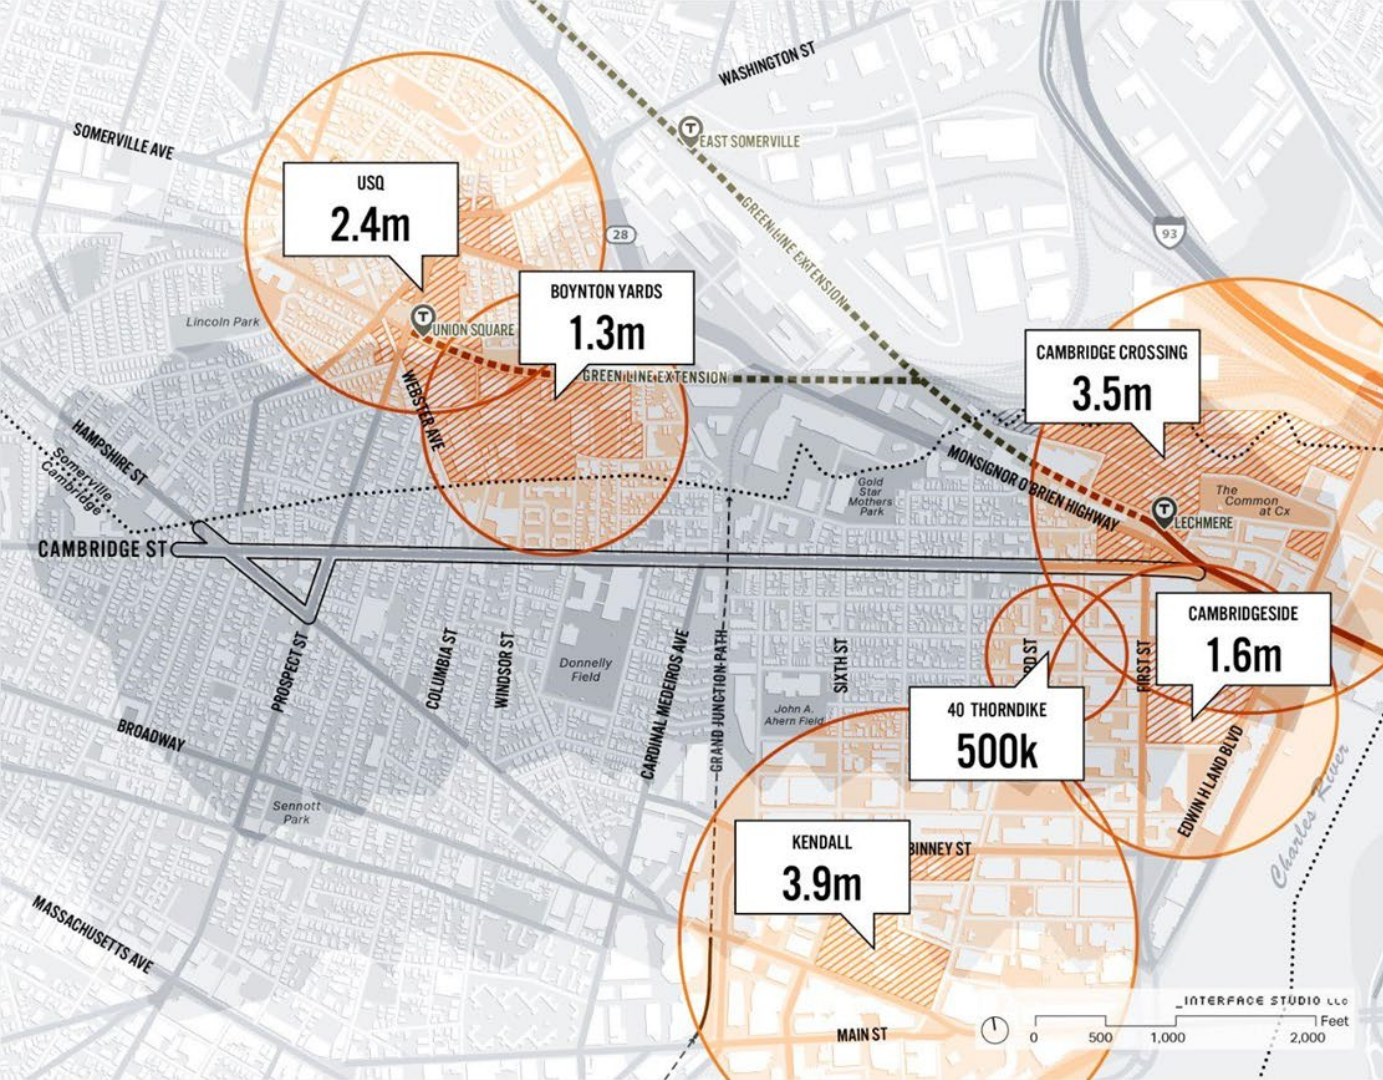 WASHINGTON ST
EAST SOMERVILLE
SOMERVILLE AVE
USQ
2.4m
GREEN LINE EXTENSION
28
93
BOYNTON YARDS
1.3m
Lincoln Park
UNION SQUARE
CAMBRIDGE CROSSING
3.5m
GREEN LINE EXTENSION
WEBSTER AVE
HAMPSHIRE ST
Somerville
Cambridge
MONSIGNOR O'BRIEN HIGHWAY
Gold
Star
Mothers
Park
The
Common
at Cx
LECHMERE
CAMBRIDGE ST
CAMBRIDGESIDE
1.6m
PROSPECT ST
COLUMBIA ST
WINDSOR ST
Donnelly
Field
CARDINAL MEDEIROS AVE
GRAND JUNCTION PATH
SIXTH ST
RD ST
FIRST ST
John A.
Ahern Field
40 THORNDIKE
500k
BROADWAY
EDWIN H LAND BLVD
Charles River
Sennott
Park
KENDALL
3.9m
BINNEY ST
MASSACHUSETTS AVE
MAIN ST
_INTERFACE STUDIO LLC
0 500 1,000 2,000 Feet
T
T
T